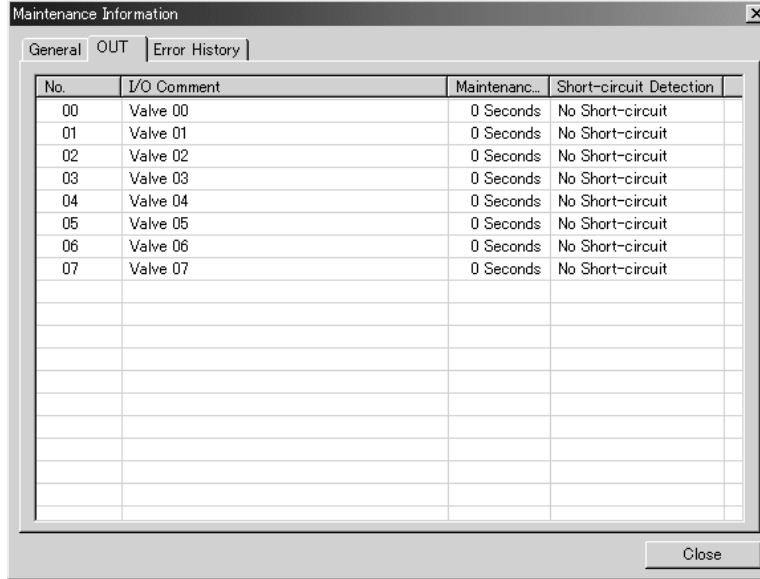 Maintenance Information
General OUT Error History
No. I/O Comment Maintenanc... Short-circuit Detection
00 Valve 00 0 Seconds No Short-circuit
01 Valve 01 0 Seconds No Short-circuit
02 Valve 02 0 Seconds No Short-circuit
03 Valve 03 0 Seconds No Short-circuit
04 Valve 04 0 Seconds No Short-circuit
05 Valve 05 0 Seconds No Short-circuit
06 Valve 06 0 Seconds No Short-circuit
07 Valve 07 0 Seconds No Short-circuit
Close